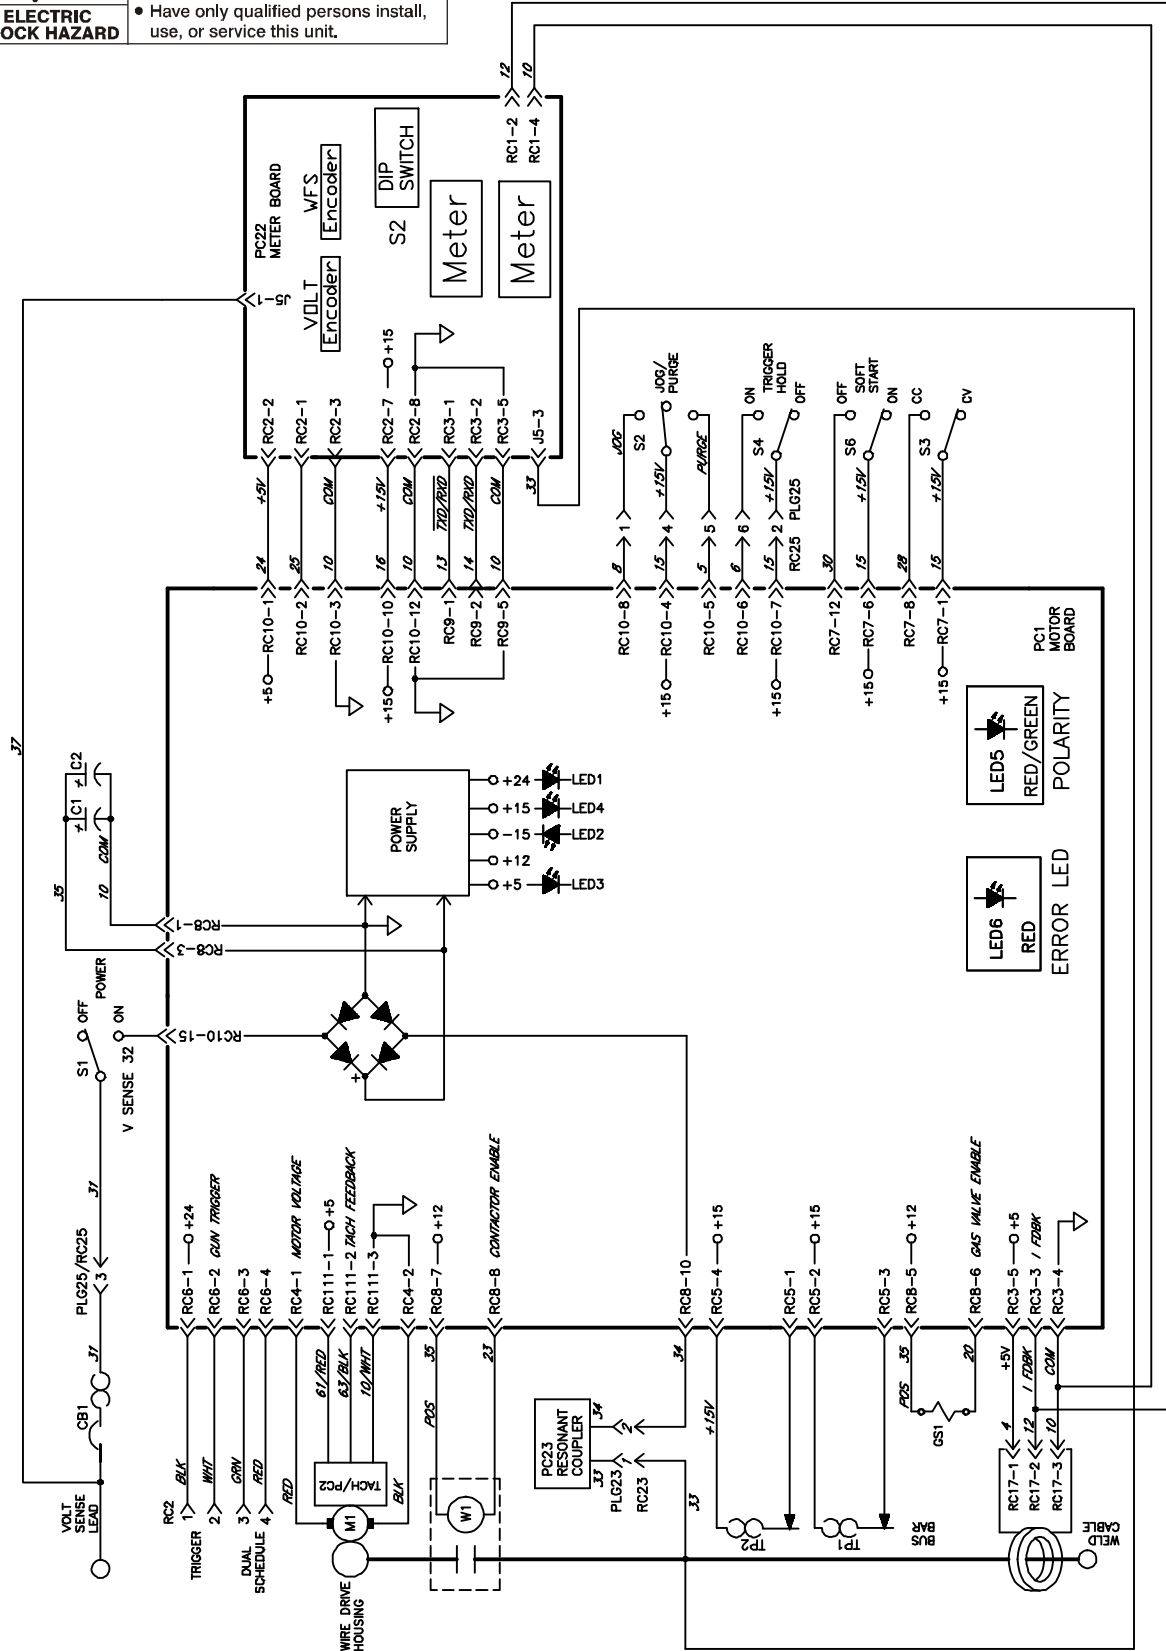 ELECTRIC
OCK HAZARD
● Have only qualified persons install,
use, or service this unit.
12
10
RC1-2
RC1-4
PC22
METER BOARD
VOLT
Encoder
WFS
Encoder
DIP
SWITCH
S2
Meter
Meter
J5-1
37
RC2-2
RC2-1
RC2-3
RC2-7
+15
RC2-8
RC3-1
RC3-2
RC3-5
J5-3
+5V
COM
+15V
COM
TXD/RXD
TXD/RXD
COM
33
24
25
10
16
10
13
14
10
+5
RC10-1
RC10-2
RC10-3
+15
RC10-10
RC10-12
RC9-1
RC9-2
RC9-5
JOG
S2
JOG/
PURGE
+15V
PURGE
ON
TRIGGER
HOLD
S4
OFF
+15V
OFF
SOFT
START
S6
ON
+15V
CC
S3
CV
+15V
8
1
15
4
5
5
6
6
15
2
RC25
PLG25
30
15
28
15
RC10-8
+15
RC10-4
RC10-5
RC10-6
+15
RC10-7
RC7-12
+15
RC7-6
RC7-8
+15
RC7-1
PC1
MOTOR
BOARD
LED5
RED/GREEN
POLARITY
LED6
RED
ERROR LED
C1
C2
+
+
35
10
COM
RC8-1
RC8-3
POWER
SUPPLY
+24
LED1
+15
LED4
-15
LED2
+12
+5
LED3
POWER
S1
OFF
ON
V SENSE 32
RC10-15
+
31
PLG25/RC25
3
31
CB1
VOLT
SENSE
LEAD
RC2
TRIGGER
1
BLK
2
WHT
DUAL
SCHEDULE
3
GRN
4
RED
RC6-1
+24
RC6-2
GUN TRIGGER
RC6-3
RC6-4
RED
RC4-1
MOTOR VOLTAGE
61/RED
RC111-1
+5
63/BLK
RC111-2
TACH FEEDBACK
10/WHT
RC111-3
BLK
RC4-2
TACH/PC2
M1
WIRE DRIVE
HOUSING
POS
35
RC8-7
+12
W1
23
RC8-8
CONTACTOR ENABLE
PC23
RESONANT
COUPLER
33
34
PLG23
1
2
RC23
33
34
RC8-10
+15V
RC5-4
+15
TP2
RC5-1
RC5-2
+15
TP1
RC5-3
BUS
BAR
POS
35
RC8-5
+12
GS1
20
RC8-6
GAS VALVE ENABLE
+5V
RC3-5
+5
I FDBK
RC3-3
I FDBK
COM
RC3-4
4
12
10
RC17-1
RC17-2
RC17-3
WELD
CABLE